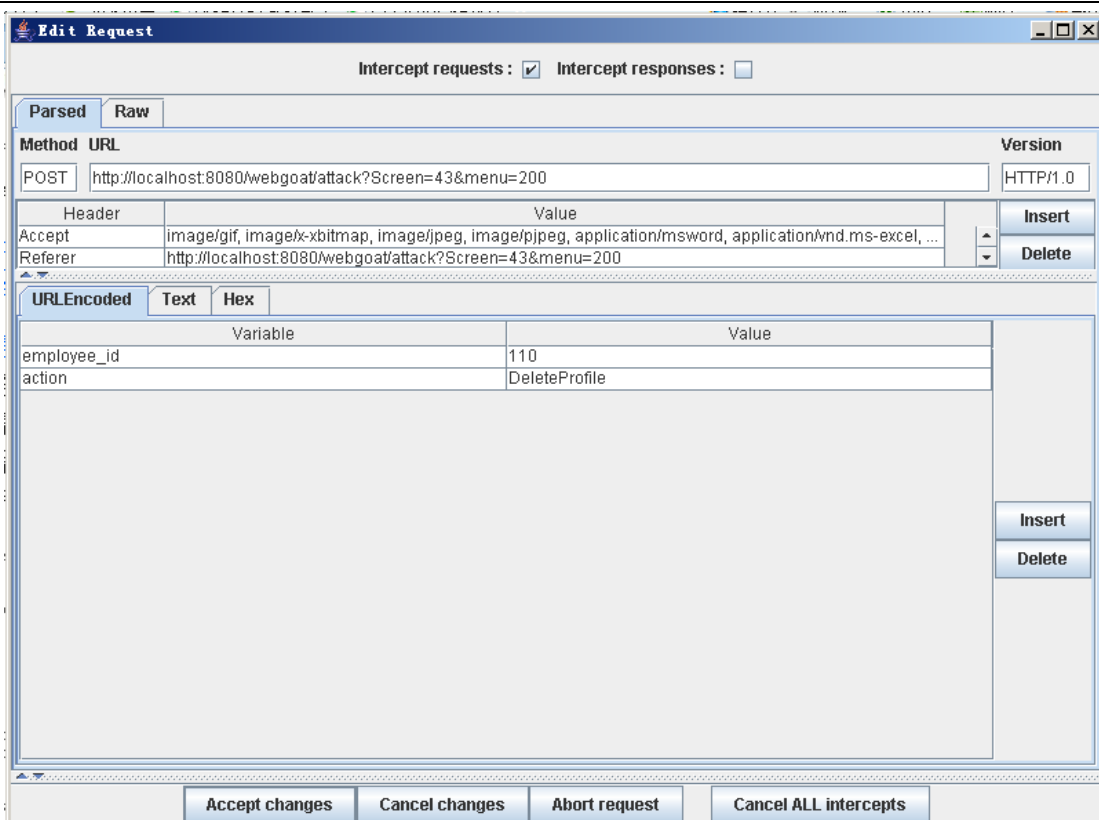 Edit Request
Intercept requests : Intercept responses :
Parsed Raw
Method URL Version
POST http://localhost:8080/webgoat/attack?Screen=43&menu=200 HTTP/1.0
Header Value Insert
Accept image/gif, image/x-xbitmap, image/jpeg, image/pjpeg, application/msword, application/vnd.ms-excel, ...
Referer http://localhost:8080/webgoat/attack?Screen=43&menu=200 Delete
URLEncoded Text Hex
Variable Value
employee_id 110
action DeleteProfile
Insert
Delete
Accept changes Cancel changes Abort request Cancel ALL intercepts